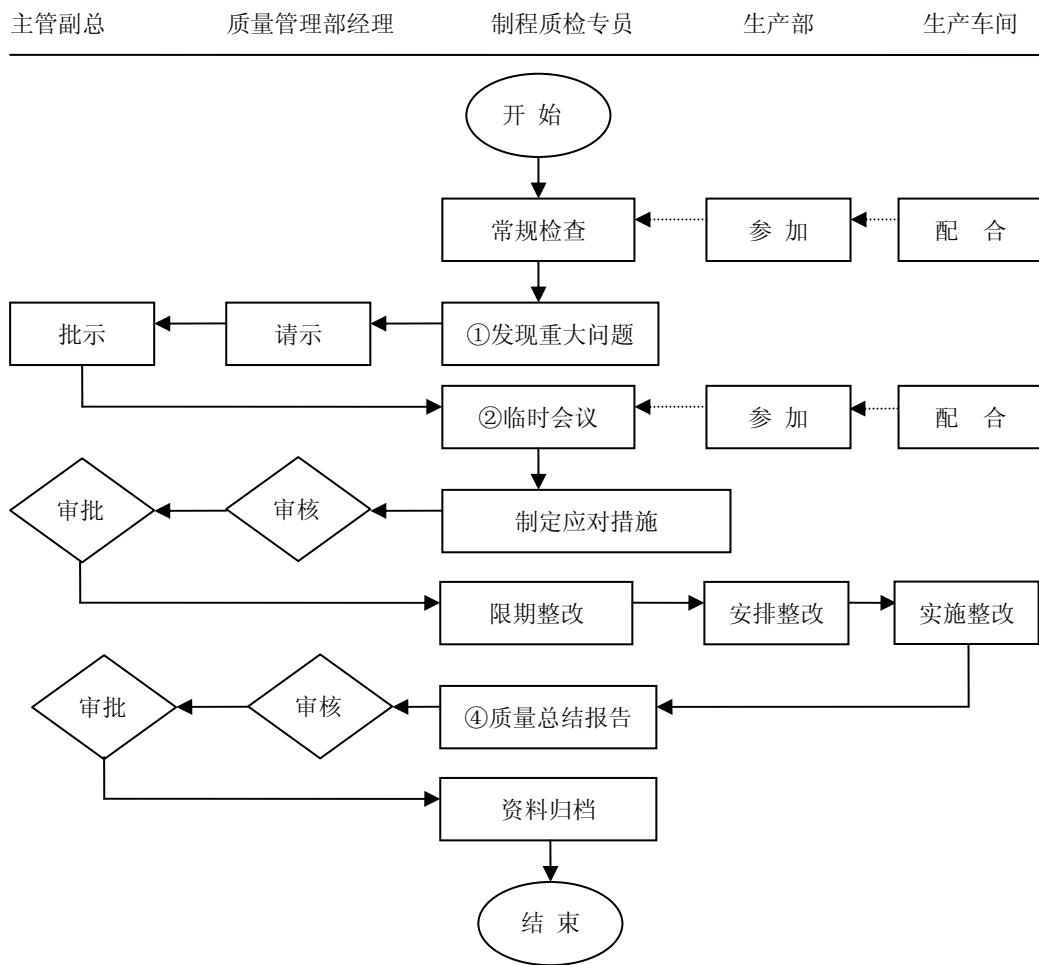 主管副总 质量管理部经理 制程质检专员 生产部 生产车间
开 始
常规检查 参 加 配 合
批示 请示 ①发现重大问题
②临时会议 参 加 配 合
审批 审核 制定应对措施
限期整改 安排整改 实施整改
审批 审核 ④质量总结报告
资料归档
结 束